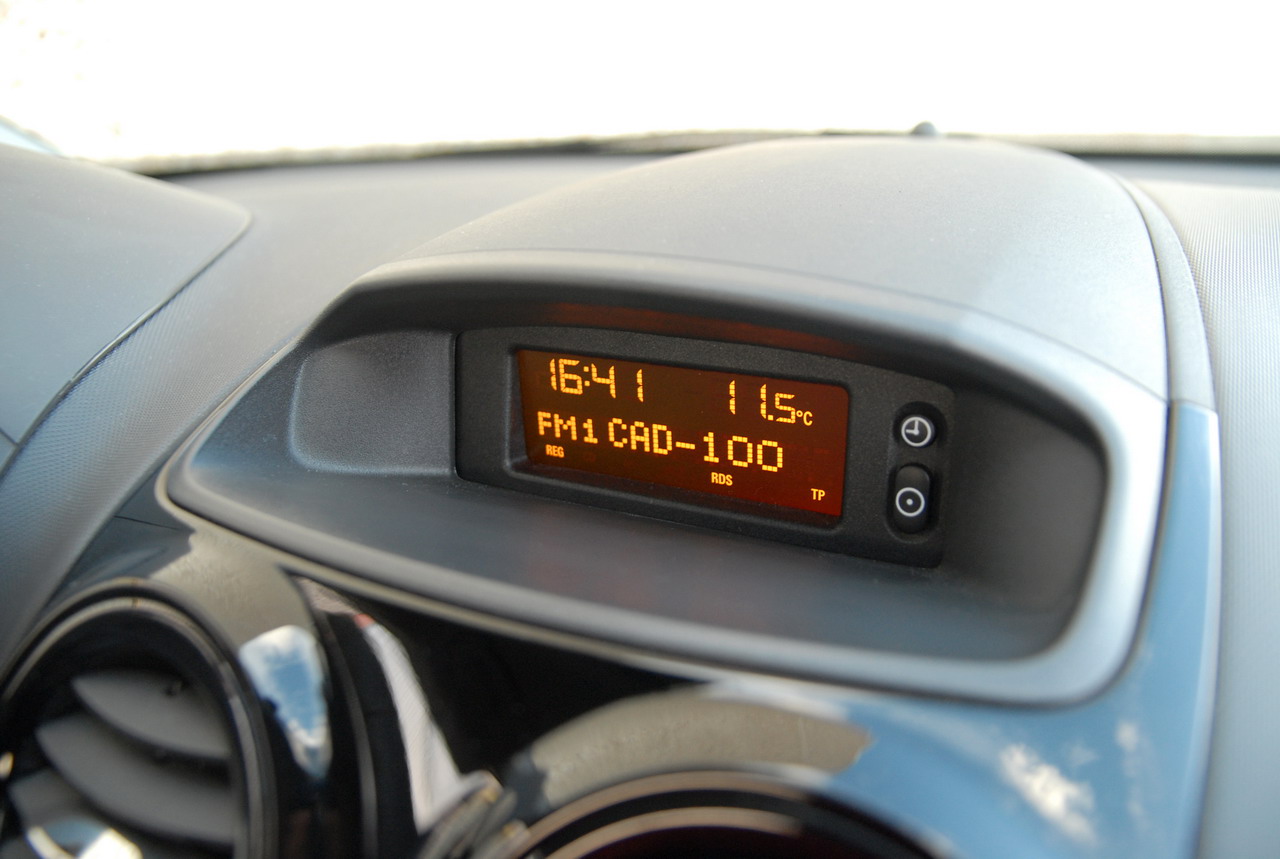 16:41 11.5°C
FM1 CAD-100
REG RDS TP